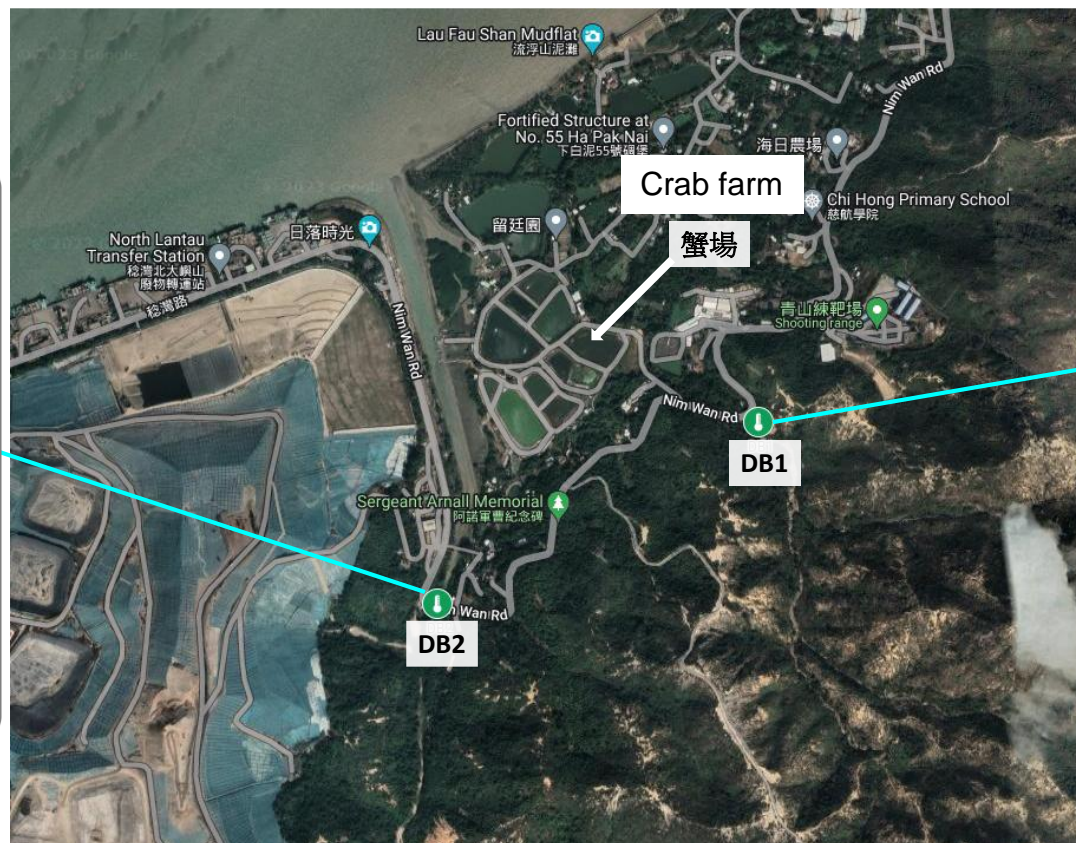 Lau Fau Shan Mudflat
流浮山泥灘
Nim Wan Rd
Fortified Structure at
No. 55 Ha Pak Nai
下白泥55號碉堡
海日農場
Crab farm
蟹場
Chi Hong Primary School
慈航學院
留廷園
日落時光
North Lantau
Transfer Station
稔灣北大嶼山
廢物轉運站
稔灣路
Nim Wan Rd
青山練靶場
Shooting range
Nim Wan Rd
DB1
Sergeant Arnall Memorial
阿諾軍曹紀念碑
Wan Rd
DB2